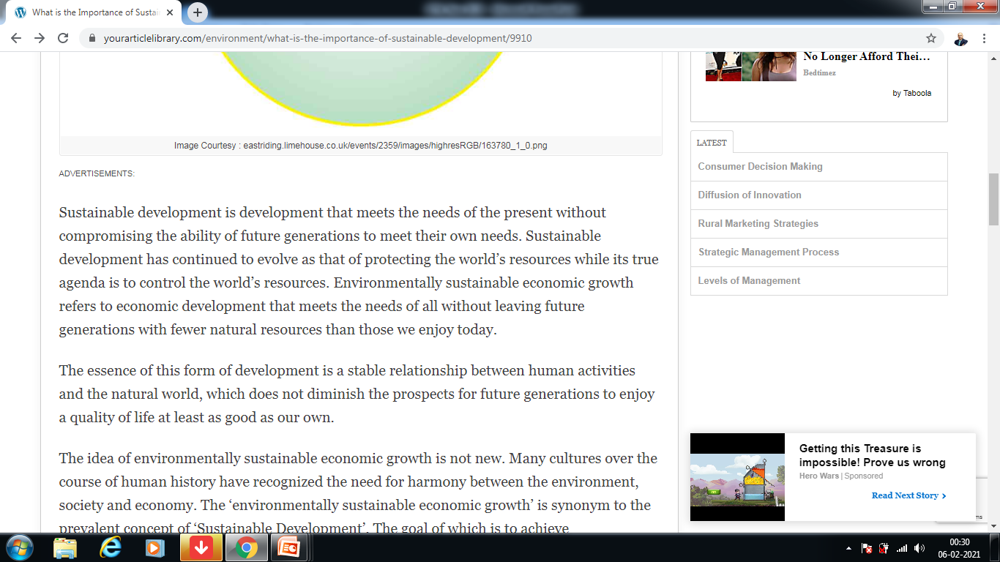 What is the Importance of Sustain
yourarticlelibrary.com/environment/what-is-the-importance-of-sustainable-development/9910
Image Courtesy : eastriding.limehouse.co.uk/events/2359/images/highresRGB/163780_1_0.png
ADVERTISEMENTS:
Sustainable development is development that meets the needs of the present without
compromising the ability of future generations to meet their own needs. Sustainable
development has continued to evolve as that of protecting the world’s resources while its true
agenda is to control the world’s resources. Environmentally sustainable economic growth
refers to economic development that meets the needs of all without leaving future
generations with fewer natural resources than those we enjoy today.
The essence of this form of development is a stable relationship between human activities
and the natural world, which does not diminish the prospects for future generations to enjoy
a quality of life at least as good as our own.
The idea of environmentally sustainable economic growth is not new. Many cultures over the
course of human history have recognized the need for harmony between the environment,
society and economy. The ‘environmentally sustainable economic growth’ is synonym to the
prevalent concept of ‘Sustainable Development’. The goal of which is to achieve
No Longer Afford Thei…
Bedtimez
by Taboola
LATEST
Consumer Decision Making
Diffusion of Innovation
Rural Marketing Strategies
Strategic Management Process
Levels of Management
Getting this Treasure is
impossible! Prove us wrong
Hero Wars | Sponsored
Read Next Story >
00:30
06-02-2021